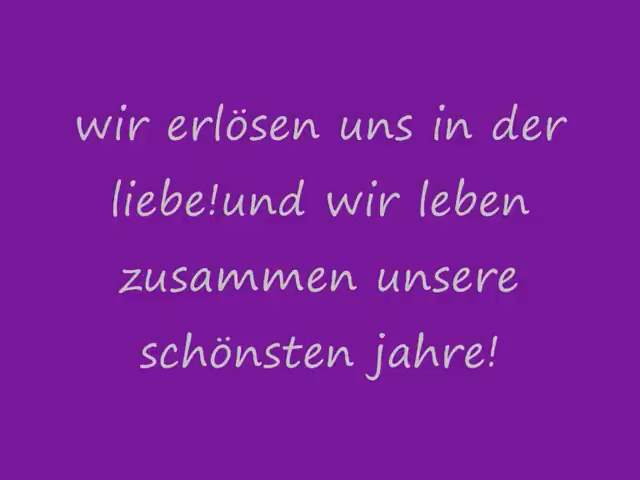 wir erlösen uns in der
liebe!und wir leben
zusammen unsere
schönsten jahre!